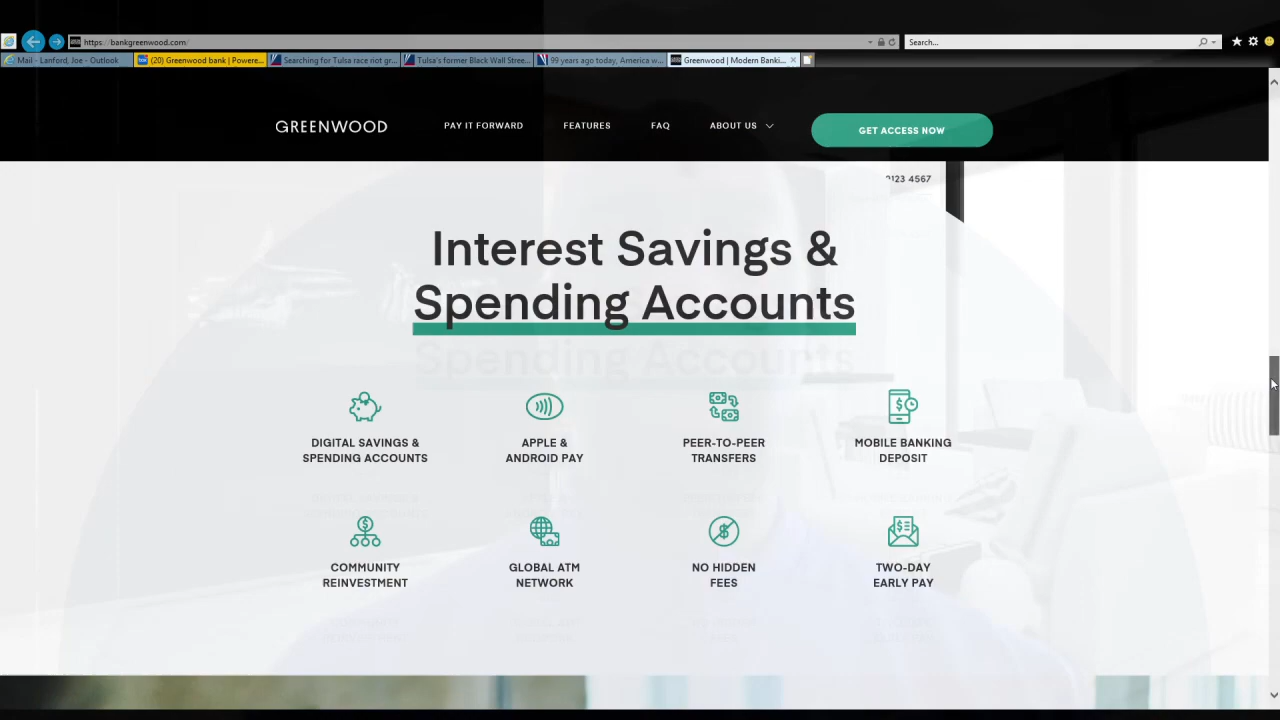 https://bankgreenwood.com/
Search...
Mail - Lanford, Joe - Outlook
(20) Greenwood bank | Powere...
Searching for Tulsa race riot gr...
Tulsa's former Black Wall Stree...
99 years ago today, America w...
Greenwood | Modern Banki...
GREENWOOD
PAY IT FORWARD
FEATURES
FAQ
ABOUT US
GET ACCESS NOW
0123 4567
Interest Savings &
Spending Accounts
DIGITAL SAVINGS &
SPENDING ACCOUNTS
APPLE &
ANDROID PAY
PEER-TO-PEER
TRANSFERS
MOBILE BANKING
DEPOSIT
COMMUNITY
REINVESTMENT
GLOBAL ATM
NETWORK
NO HIDDEN
FEES
TWO-DAY
EARLY PAY